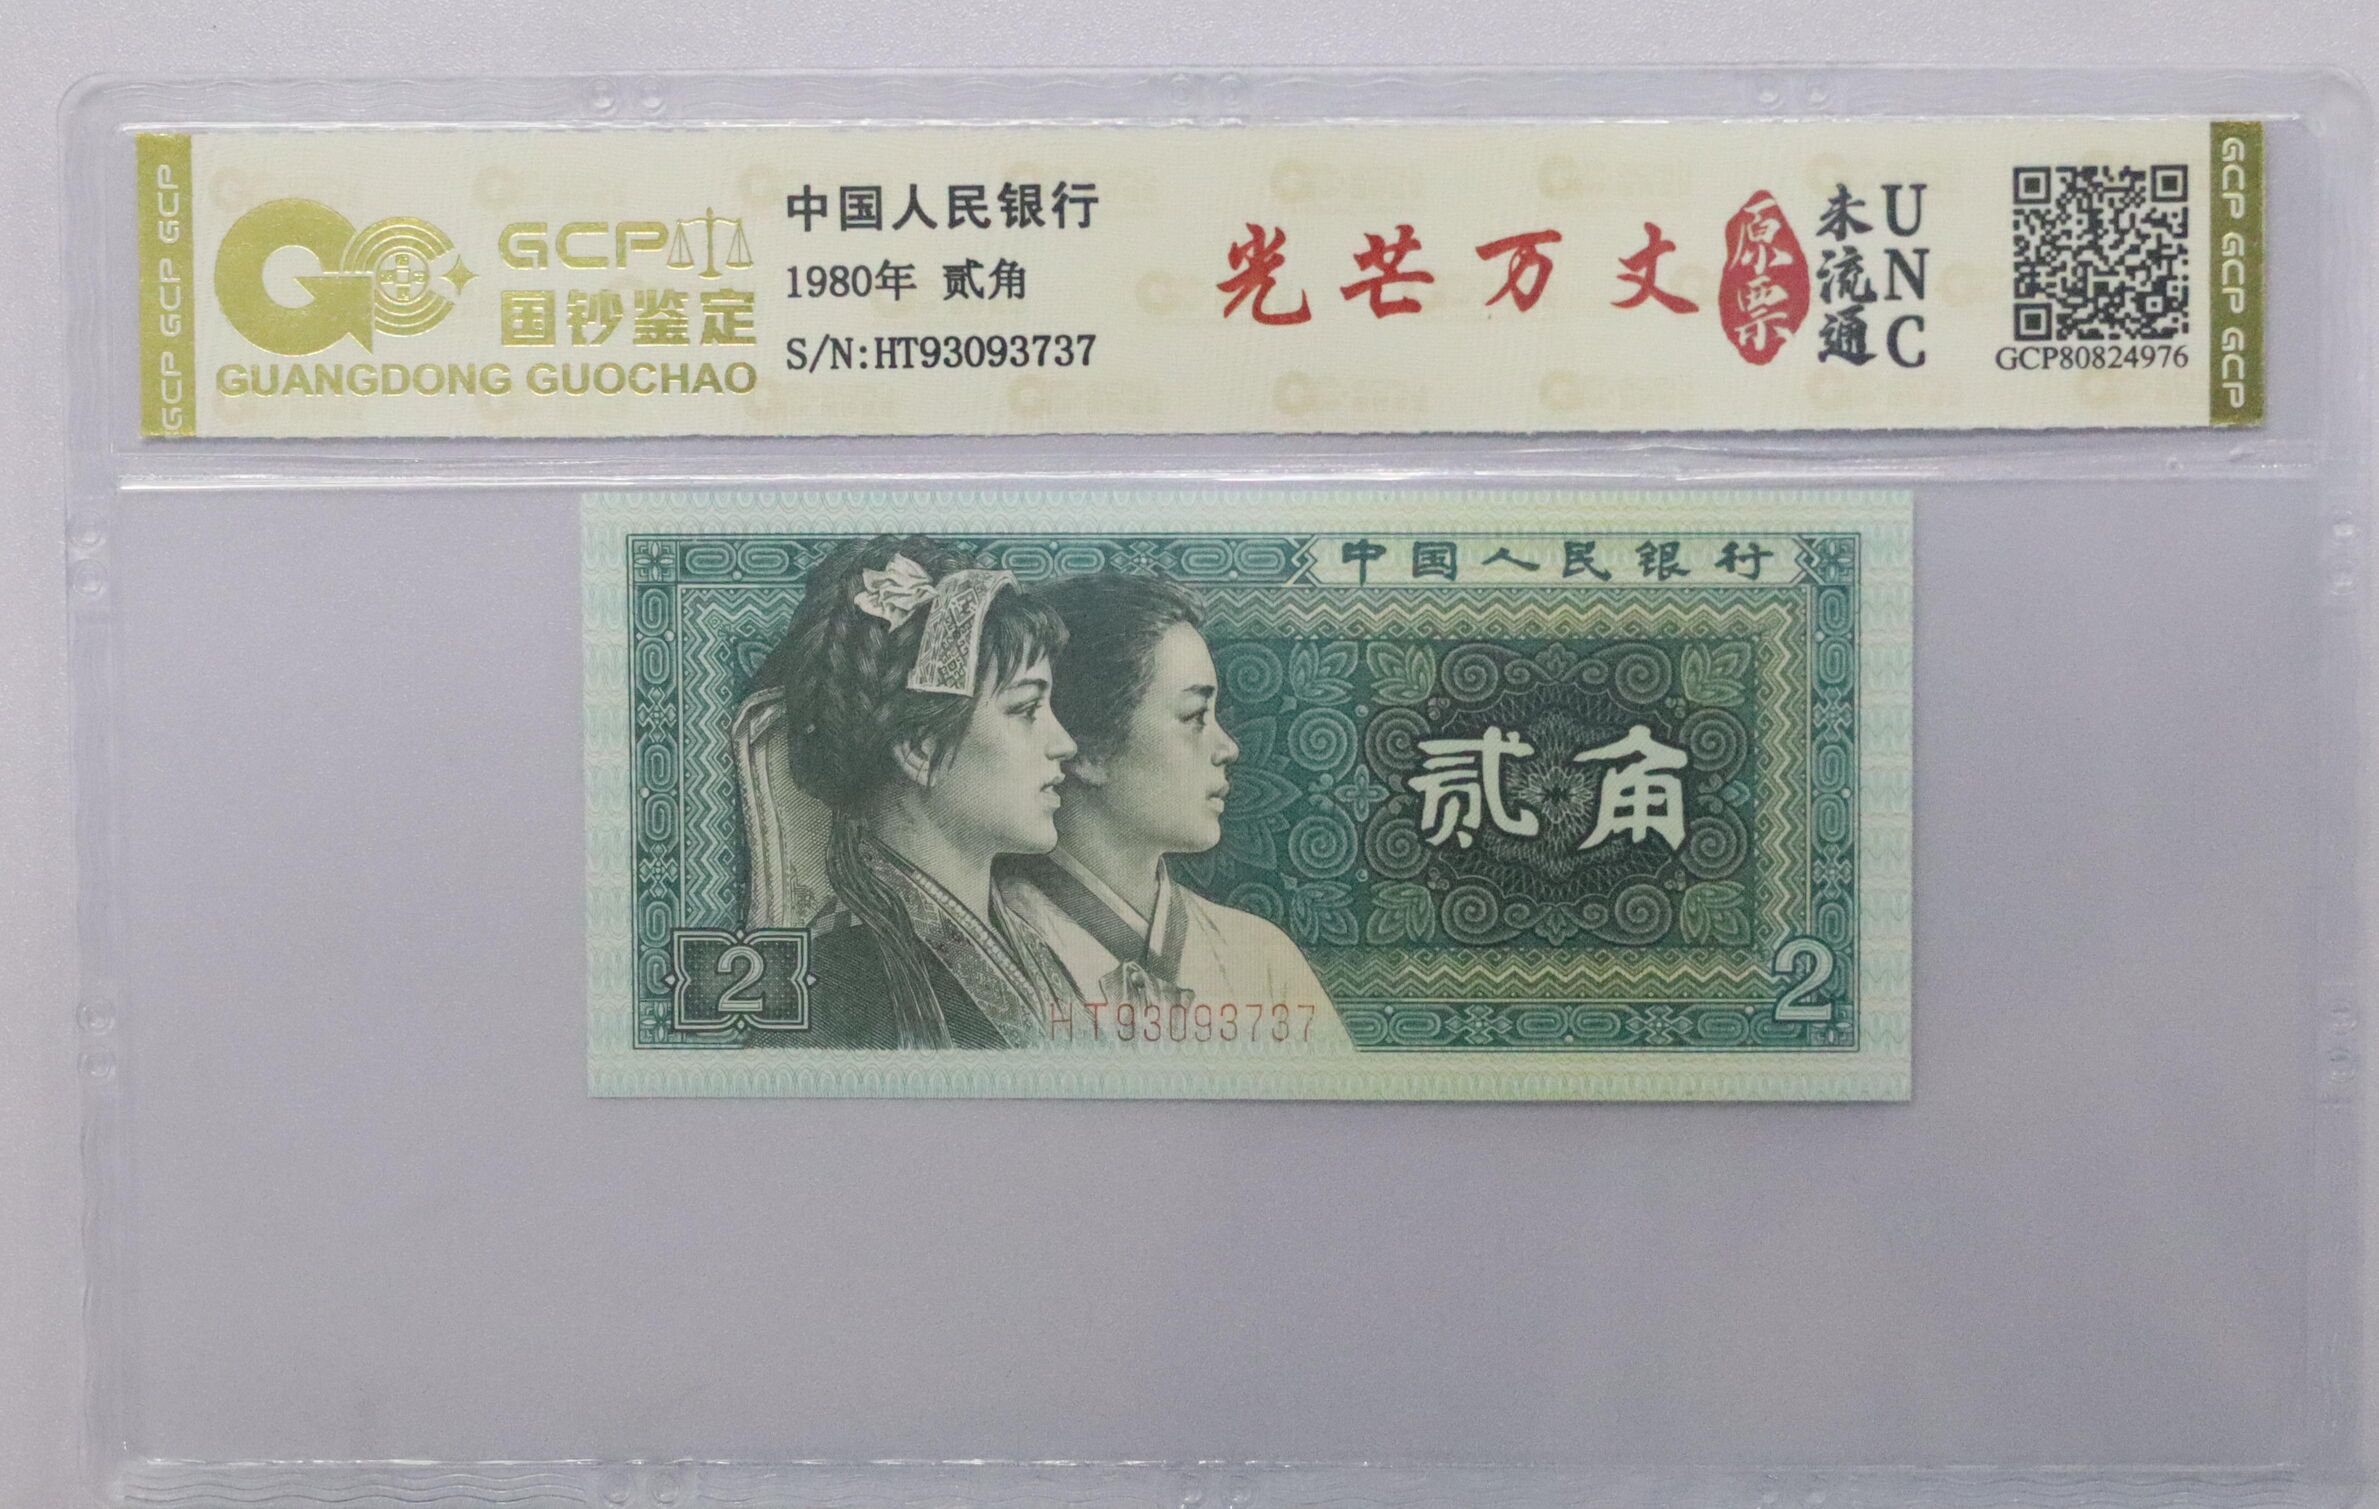 GCP GCP GCP
GCP
国钞鉴定
GUANGDONG GUOCHAO
中国人民银行
1980年 贰角
S/N:HT93093737
光芒万丈
原票
未流通
UNC
GCP80824976
GCP GCP GCP
中国人民银行
贰角
2
HT93093737
2